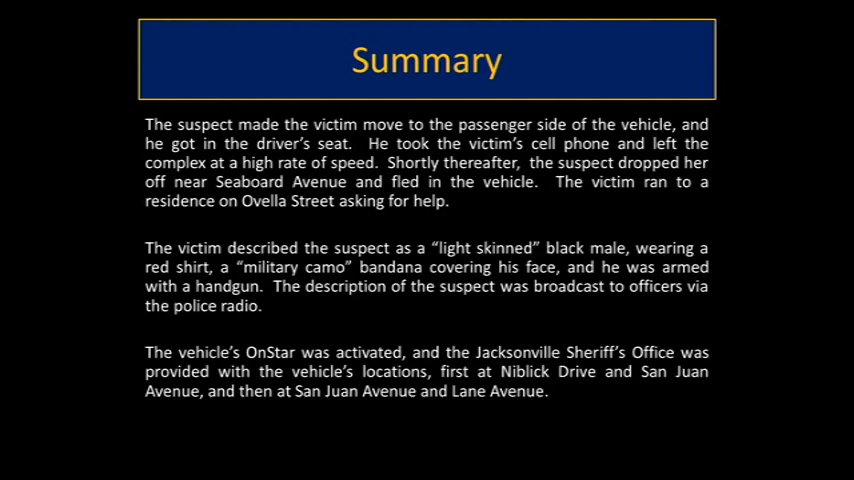 Summary
The suspect made the victim move to the passenger side of the vehicle, and
he got in the driver’s seat. He took the victim’s cell phone and left the
complex at a high rate of speed. Shortly thereafter, the suspect dropped her
off near Seaboard Avenue and fled in the vehicle. The victim ran to a
residence on Ovella Street asking for help.
The victim described the suspect as a “light skinned” black male, wearing a
red shirt, a “military camo” bandana covering his face, and he was armed
with a handgun. The description of the suspect was broadcast to officers via
the police radio.
The vehicle’s OnStar was activated, and the Jacksonville Sheriff’s Office was
provided with the vehicle’s locations, first at Niblick Drive and San Juan
Avenue, and then at San Juan Avenue and Lane Avenue.